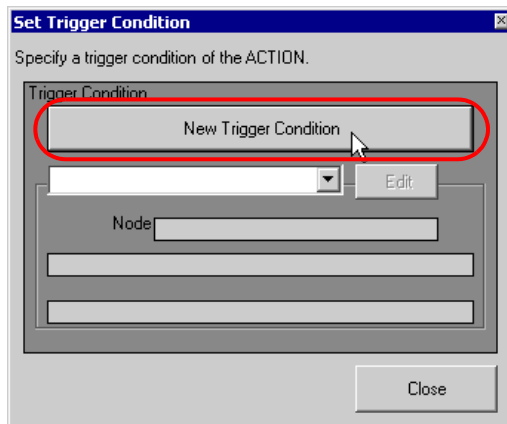 Set Trigger Condition
Specify a trigger condition of the ACTION.
Trigger Condition
New Trigger Condition
Edit
Node
Close